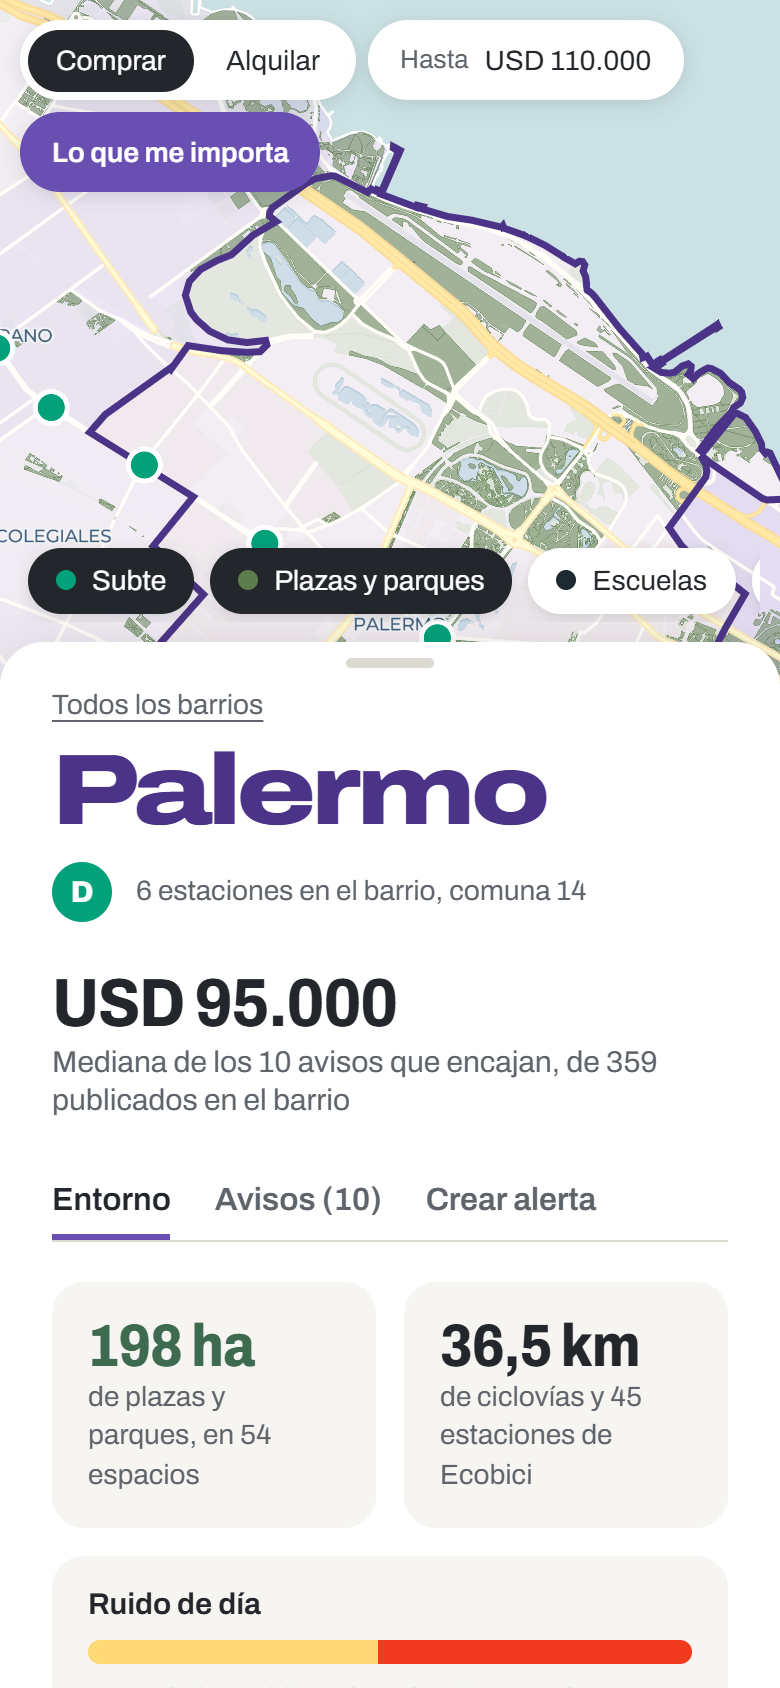 Comprar
Alquilar
Hasta USD 110.000
Lo que me importa
COLEGIALES
Subte
Plazas y parques
Escuelas
Todos los barrios
Palermo
D
6 estaciones en el barrio, comuna 14
USD 95.000
Mediana de los 10 avisos que encajan, de 359
publicados en el barrio
Entorno
Avisos (10)
Crear alerta
198 ha
de plazas y
parques, en 54
espacios
36,5 km
de ciclovías y 45
estaciones de
Ecobici
Ruido de día